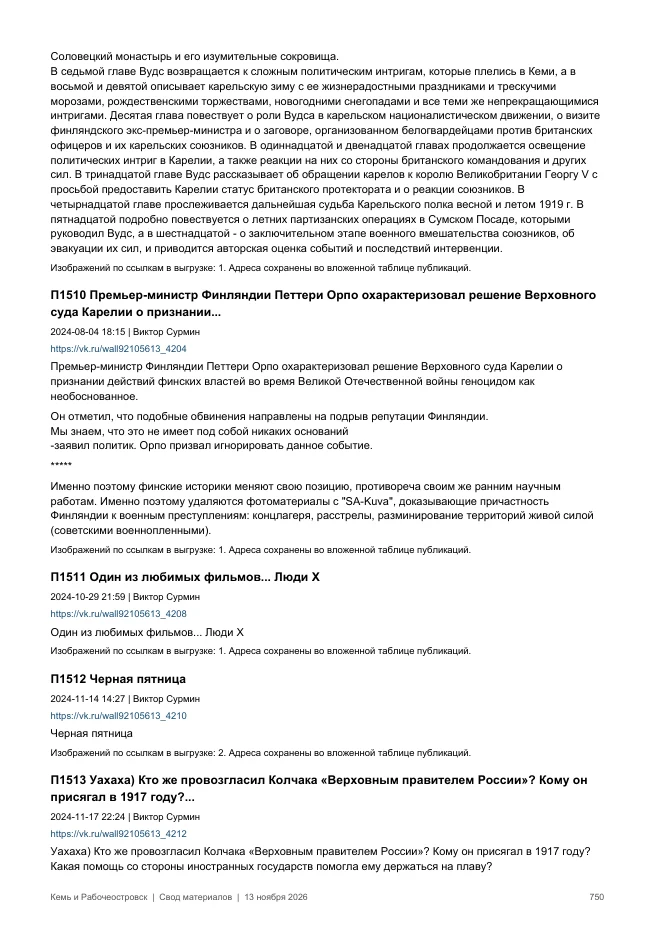 Соловецкий монастырь и его изумительные сокровища.
В седьмой главе Вудс возвращается к сложным политическим интригам, которые плелись в Кеми, а в
восьмой и девятой описывает карельскую зиму с ее жизнерадостными праздниками и трескучими
морозами, рождественскими торжествами, новогодними снегопадами и все теми же непрекращающимися
интригами. Десятая глава повествует о роли Вудса в карельском националистическом движении, о визите
финляндского экс-премьер-министра и о заговоре, организованном белогвардейцами против британских
офицеров и их карельских союзников. В одиннадцатой и двенадцатой главах продолжается освещение
политических интриг в Карелии, а также реакции на них со стороны британского командования и других
сил. В тринадцатой главе Вудс рассказывает об обращении карелов к королю Великобритании Георгу V с
просьбой предоставить Карелии статус британского протектората и о реакции союзников. В
четырнадцатой главе прослеживается дальнейшая судьба Карельского полка весной и летом 1919 г. В
пятнадцатой подробно повествуется о летних партизанских операциях в Сумском Посаде, которыми
руководил Вудс, а в шестнадцатой - о заключительном этапе военного вмешательства союзников, об
эвакуации их сил, и приводится авторская оценка событий и последствий интервенции.
Изображений по ссылкам в выгрузке: 1. Адреса сохранены во вложенной таблице публикаций.
П1510 Премьер-министр Финляндии Петтери Орпо охарактеризовал решение Верховного
суда Карелии о признании...
2024-08-04 18:15 | Виктор Сурмин
https://vk.ru/wall92105613_4204
Премьер-министр Финляндии Петтери Орпо охарактеризовал решение Верховного суда Карелии о
признании действий финских властей во время Великой Отечественной войны геноцидом как
необоснованное.
Он отметил, что подобные обвинения направлены на подрыв репутации Финляндии.
Мы знаем, что это не имеет под собой никаких оснований
-заявил политик. Орпо призвал игнорировать данное событие.
*****
Именно поэтому финские историки меняют свою позицию, противореча своим же ранним научным
работам. Именно поэтому удаляются фотоматериалы с "SA-Kuva", доказывающие причастность
Финляндии к военным преступлениям: концлагеря, расстрелы, разминирование территорий живой силой
(советскими военнопленными).
Изображений по ссылкам в выгрузке: 1. Адреса сохранены во вложенной таблице публикаций.
П1511 Один из любимых фильмов... Люди X
2024-10-29 21:59 | Виктор Сурмин
https://vk.ru/wall92105613_4208
Один из любимых фильмов... Люди X
Изображений по ссылкам в выгрузке: 1. Адреса сохранены во вложенной таблице публикаций.
П1512 Черная пятница
2024-11-14 14:27 | Виктор Сурмин
https://vk.ru/wall92105613_4210
Черная пятница
Изображений по ссылкам в выгрузке: 2. Адреса сохранены во вложенной таблице публикаций.
П1513 Уахаха) Кто же провозгласил Колчака «Верховным правителем России»? Кому он
присягал в 1917 году?...
2024-11-17 22:24 | Виктор Сурмин
https://vk.ru/wall92105613_4212
Уахаха) Кто же провозгласил Колчака «Верховным правителем России»? Кому он присягал в 1917 году?
Какая помощь со стороны иностранных государств помогла ему держаться на плаву?
Кемь и Рабочеостровск | Свод материалов | 13 ноября 2026
750